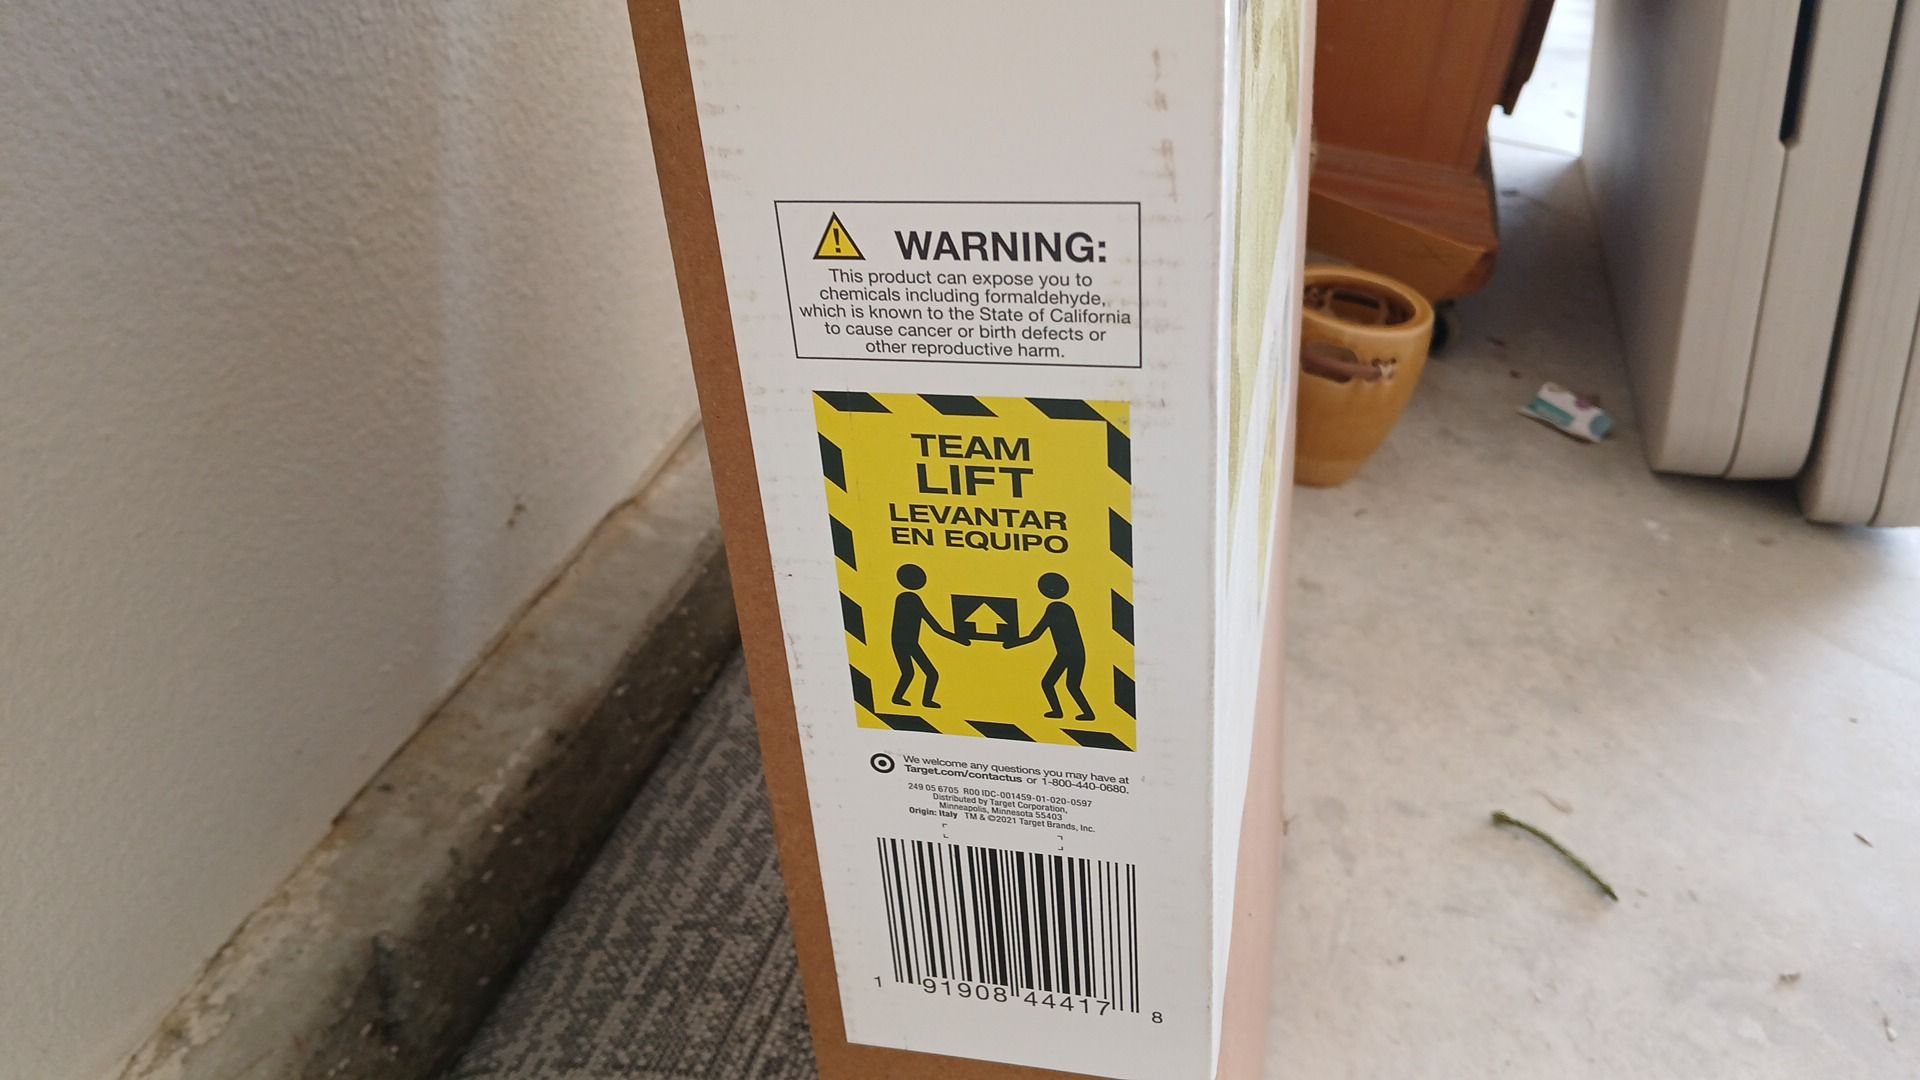 WARNING:
This product can expose you to
chemicals including formaldehyde,
which is known to the State of California
to cause cancer or birth defects or
other reproductive harm.
TEAM
LIFT
LEVANTAR
EN EQUIPO
We welcome any questions you may have at
Target.com/contactus or 1-800-440-0680.
249 05 6705 R00 IDC-001459-01-020-0597
Distributed by Target Corporation,
Minneapolis, Minnesota 55403
Origin: Italy TM & ©2021 Target Brands, Inc.
1 91908 44417 8